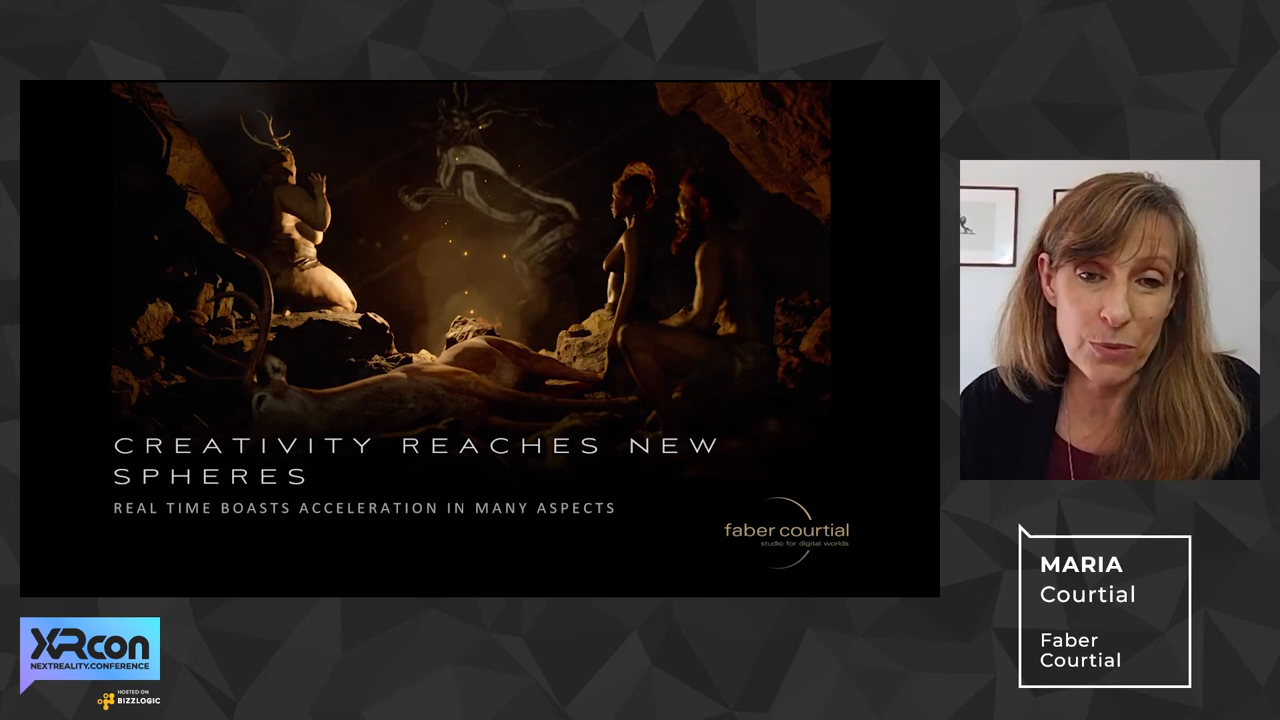 CREATIVITY REACHES NEW
SPHERES
REAL TIME BOASTS ACCELERATION IN MANY ASPECTS
faber courtial
studio for digital worlds
MARIA
Courtial
Faber
Courtial
XRcon
NEXTREALITY.CONFERENCE
HOSTED ON
BIZZLOGIC